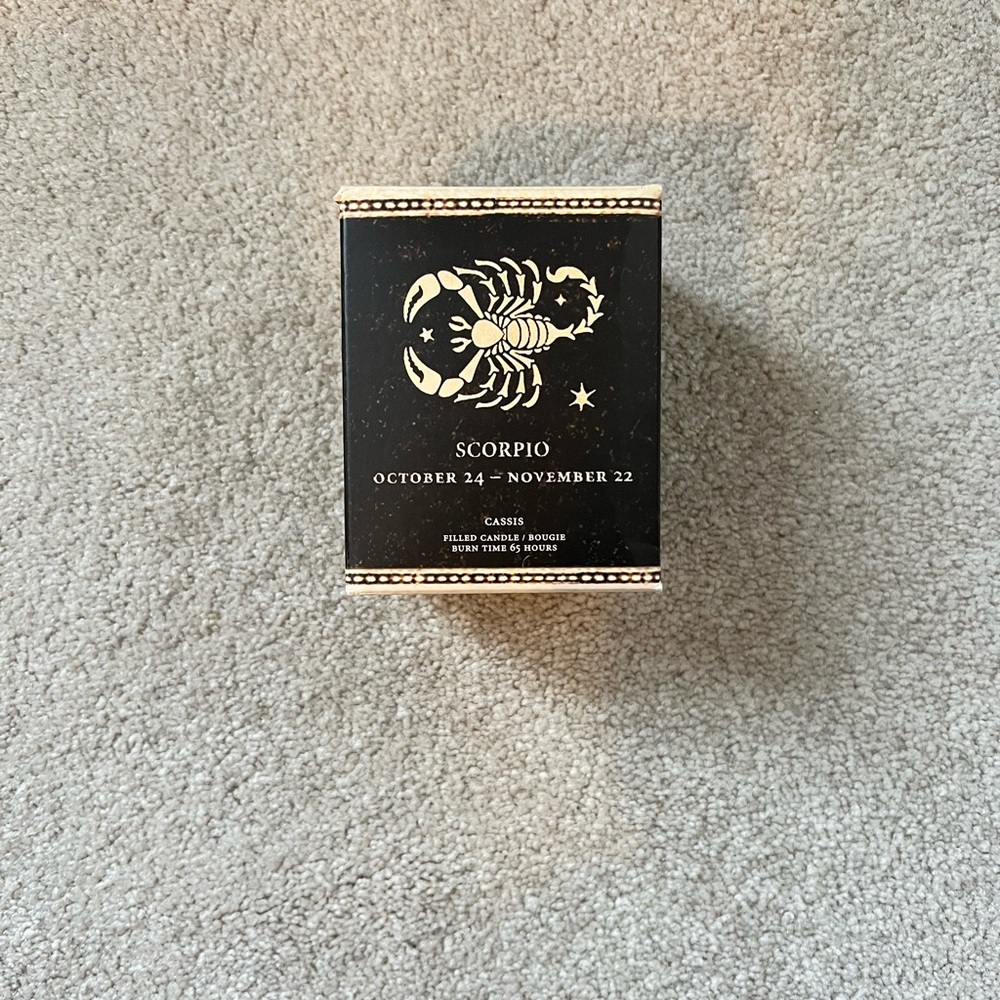 SCORPIO
OCTOBER 24 – NOVEMBER 22
CASSIS
FILLED CANDLE / BOUGIE
BURN TIME 65 HOURS